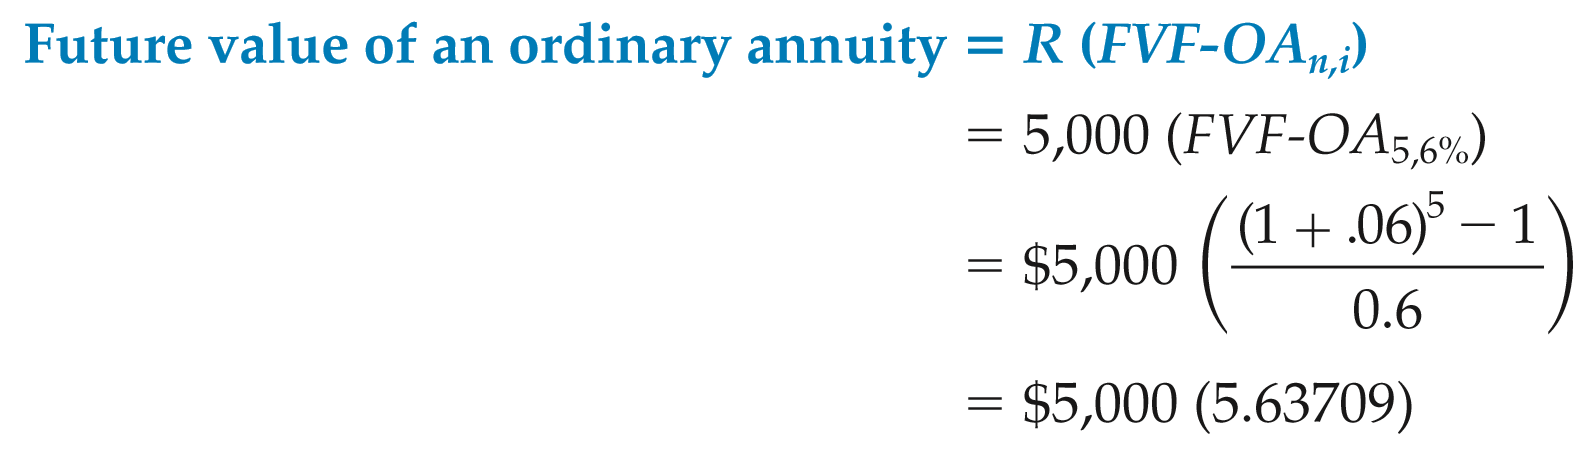 Future value of an ordinary annuity = R (FVF-OAₙ,ᵢ)
= 5,000 (FVF-OA₅,₆%)
= $5,000 ( (1 + .06)⁵ − 1 / 0.6 )
= $5,000 (5.63709)